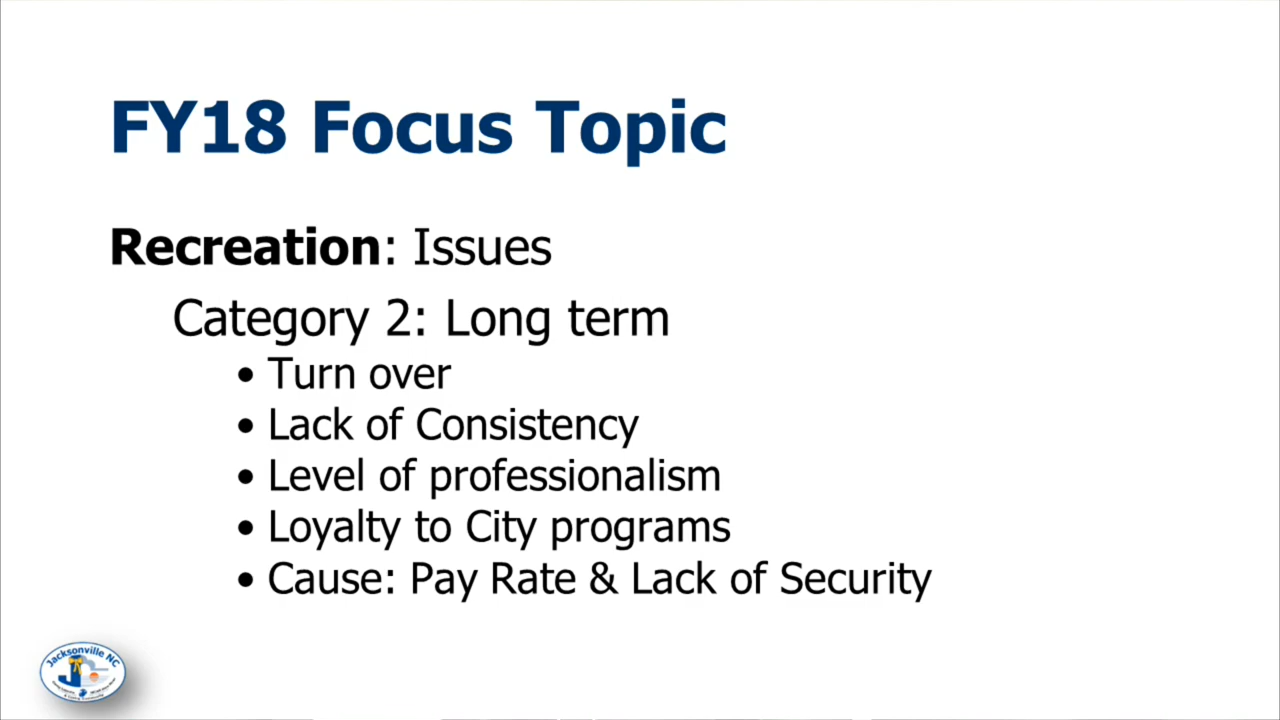 FY18 Focus Topic
Recreation: Issues
Category 2: Long term
• Turn over
• Lack of Consistency
• Level of professionalism
• Loyalty to City programs
• Cause: Pay Rate & Lack of Security
Jacksonville NC